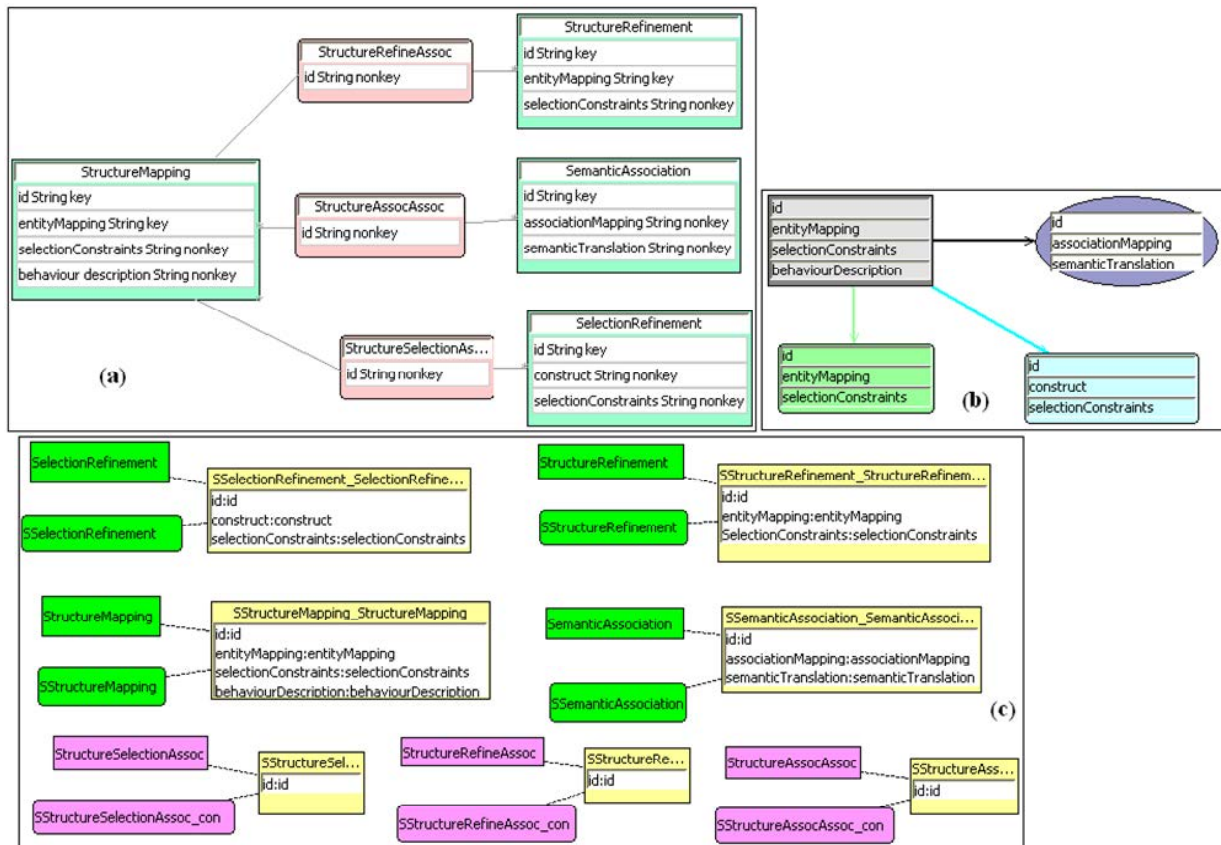 StructureRefinement
id String key
entityMapping String key
selectionConstraints String nonkey
StructureRefineAssoc
id String nonkey
StructureMapping
id String key
entityMapping String key
selectionConstraints String nonkey
behaviour description String nonkey
StructureAssocAssoc
id String nonkey
SemanticAssociation
id String key
associationMapping String nonkey
semanticTranslation String nonkey
StructureSelectionAs...
id String nonkey
SelectionRefinement
id String key
construct String nonkey
selectionConstraints String nonkey
(a)
id
entityMapping
selectionConstraints
behaviourDescription
id
associationMapping
semanticTranslation
id
entityMapping
selectionConstraints
id
construct
selectionConstraints
(b)
SelectionRefinement
SSelectionRefinement
SSelectionRefinement_SelectionRefine...
id:id
construct:construct
selectionConstraints:selectionConstraints
StructureRefinement
SStructureRefinement
SStructureRefinement_StructureRefinem...
id:id
entityMapping:entityMapping
SelectionConstraints:selectionConstraints
StructureMapping
SStructureMapping
SStructureMapping_StructureMapping
id:id
entityMapping:entityMapping
selectionConstraints:selectionConstraints
behaviourDescription:behaviourDescription
SemanticAssociation
SSemanticAssociation
SSemanticAssociation_SemanticAssoci...
id:id
associationMapping:associationMapping
semanticTranslation:semanticTranslation
(c)
StructureSelectionAssoc
SStructureSelectionAssoc_con
SStructureSel...
id:id
StructureRefineAssoc
SStructureRefineAssoc_con
SStructureRe...
id:id
StructureAssocAssoc
SStructureAssocAssoc_con
SStructureAss...
id:id